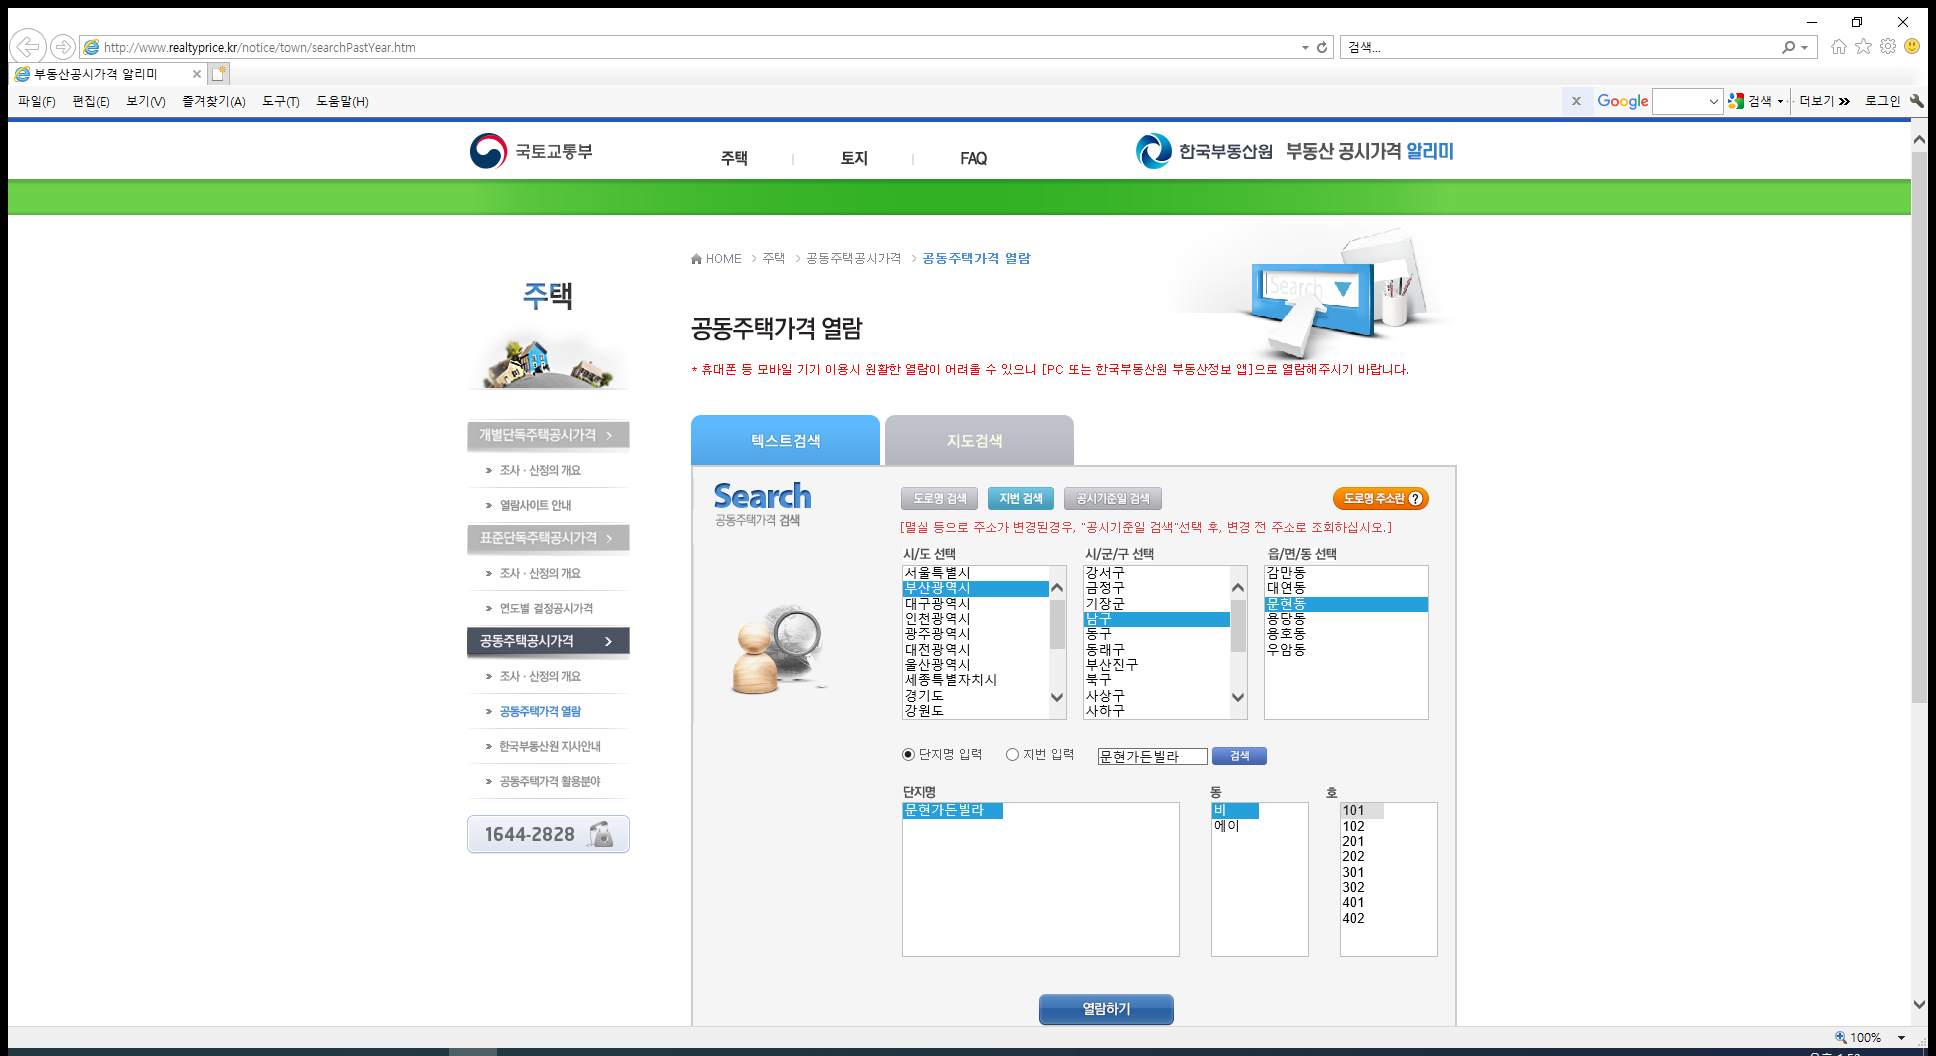 http://www.realtyprice.kr/notice/town/searchPastYear.htm
검색...
부동산공시가격 알리미
파일(F) 편집(E) 보기(V) 즐겨찾기(A) 도구(T) 도움말(H)
x Google 검색 더보기 로그인
국토교통부
주택 | 토지 | FAQ
한국부동산원 부동산 공시가격 알리미
HOME > 주택 > 공동주택공시가격 > 공동주택가격 열람
Search
주택
공동주택가격 열람
* 휴대폰 등 모바일 기기 이용시 원활한 열람이 어려울 수 있으니 [PC 또는 한국부동산원 부동산정보 앱]으로 열람해주시기 바랍니다.
개별단독주택공시가격 >
» 조사 · 산정의 개요
» 열람사이트 안내
표준단독주택공시가격 >
» 조사 · 산정의 개요
» 연도별 결정공시가격
공동주택공시가격 >
» 조사 · 산정의 개요
» 공동주택가격 열람
» 한국부동산원 지사안내
» 공동주택가격 활용분야
1644-2828
텍스트검색 지도검색
Search
공동주택가격 검색
도로명 검색 지번 검색 공시기준일 검색 도로명 주소란 ?
[멸실 등으로 주소가 변경된경우, "공시기준일 검색"선택 후, 변경 전 주소로 조회하십시오.]
시/도 선택
서울특별시
부산광역시
대구광역시
인천광역시
광주광역시
대전광역시
울산광역시
세종특별자치시
경기도
강원도
시/군/구 선택
강서구
금정구
기장군
남구
동구
동래구
부산진구
북구
사상구
사하구
읍/면/동 선택
감만동
대연동
문현동
용당동
용호동
우암동
단지명 입력 지번 입력 문현가든빌라 검색
단지명
문현가든빌라
동
비
에이
호
101
102
201
202
301
302
401
402
열람하기
100%